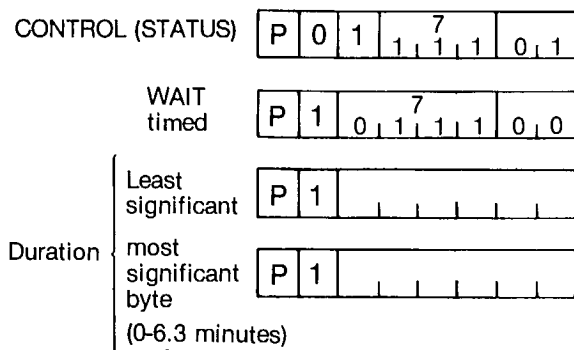 CONTROL (STATUS) P 0 1 7 1 1 1 0 1
WAIT timed P 1 7 0 1 1 1 0 0
Duration
Least significant P 1
most significant byte P 1
(0-6.3 minutes)